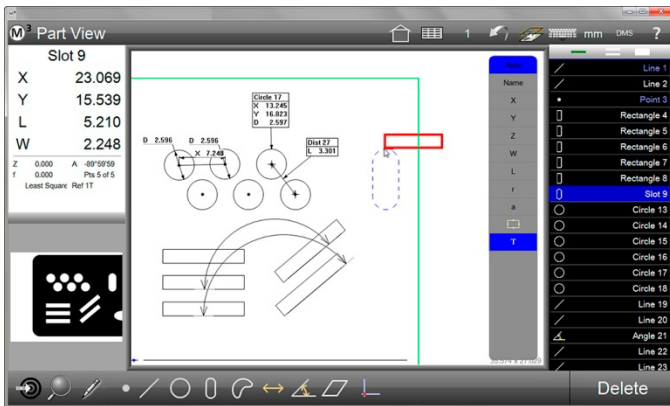 M³ Part View
1
mm
DMS
?
Slot 9
X 23.069
Y 15.539
L 5.210
W 2.248
Z 0.000 A -89°59'59
f 0.000 Pts 5 of 5
Least Square Ref 1T
Circle 17
X 13.245
Y 16.823
D 2.597
D 2.596
D 2.596
X 7.248
Dist 27
L 3.301
Name
X
Y
Z
W
L
r
a
T
Line 1
Line 2
Point 3
Rectangle 4
Rectangle 5
Rectangle 6
Rectangle 7
Rectangle 8
Slot 9
Circle 13
Circle 14
Circle 15
Circle 16
Circle 17
Circle 18
Line 19
Line 20
Angle 21
Line 22
Line 23
Delete